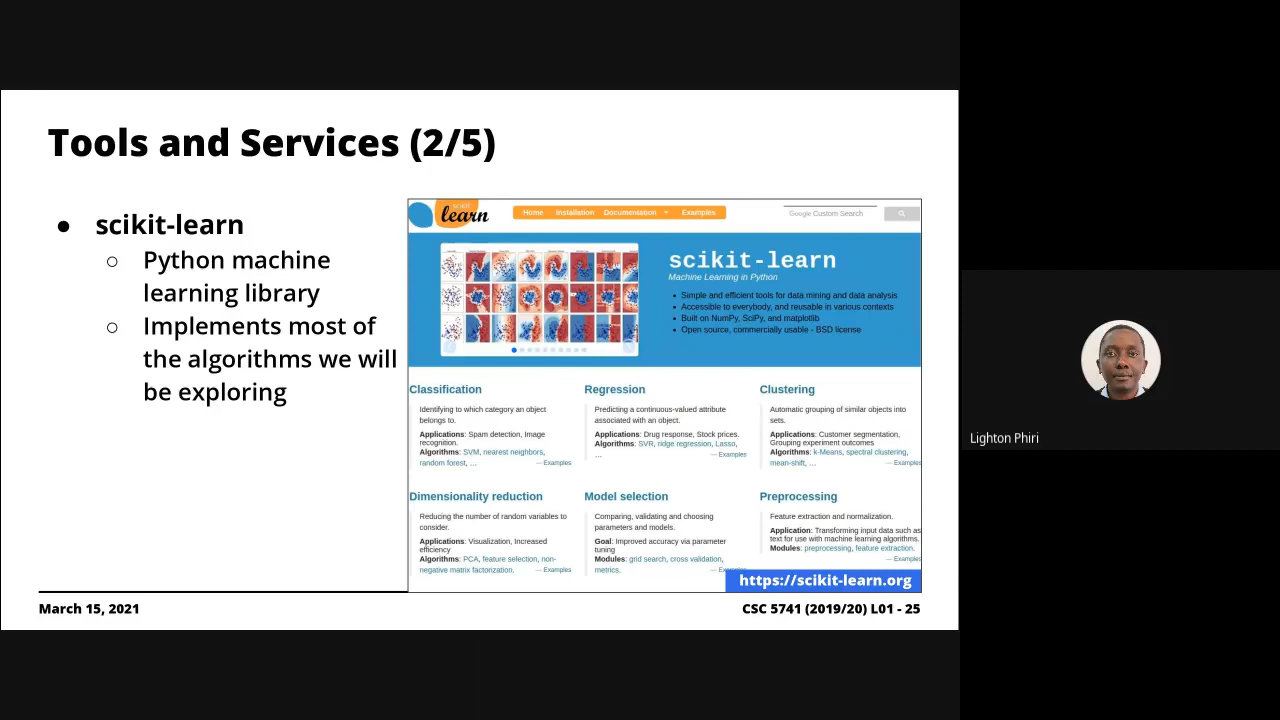 Tools and Services (2/5)
● scikit-learn
○ Python machine
learning library
○ Implements most of
the algorithms we will
be exploring
scikit
learn
Home Installation Documentation Examples
Google Custom Search
scikit-learn
Machine Learning in Python
• Simple and efficient tools for data mining and data analysis
• Accessible to everybody, and reusable in various contexts
• Built on NumPy, SciPy, and matplotlib
• Open source, commercially usable - BSD license
Classification
Identifying to which category an object
belongs to.
Applications: Spam detection, Image
recognition.
Algorithms: SVM, nearest neighbors,
random forest, ... — Examples
Regression
Predicting a continuous-valued attribute
associated with an object.
Applications: Drug response, Stock prices.
Algorithms: SVR, ridge regression, Lasso,
... — Examples
Clustering
Automatic grouping of similar objects into
sets.
Applications: Customer segmentation,
Grouping experiment outcomes
Algorithms: k-Means, spectral clustering,
mean-shift, ... — Examples
Dimensionality reduction
Reducing the number of random variables to
consider.
Applications: Visualization, Increased
efficiency
Algorithms: PCA, feature selection, non-
negative matrix factorization. — Examples
Model selection
Comparing, validating and choosing
parameters and models.
Goal: Improved accuracy via parameter
tuning
Modules: grid search, cross validation,
metrics. — Examples
Preprocessing
Feature extraction and normalization.
Application: Transforming input data such as
text for use with machine learning algorithms.
Modules: preprocessing, feature extraction.
— Examples
https://scikit-learn.org
March 15, 2021
CSC 5741 (2019/20) L01 - 25
Lighton Phiri